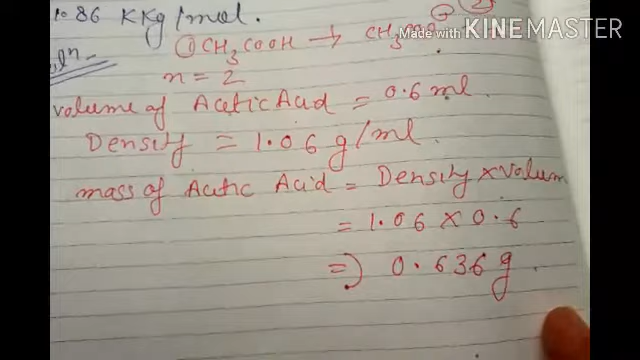 1.86 KKg/mol.
Made with KINEMASTER
Soln
① CH3COOH → CH3
n = 2
volume of Acetic Acid = 0.6 ml.
Density = 1.06 g/ml.
mass of Acetic Acid = Density x Volum
= 1.06 x 0.6
=) 0.636 g.